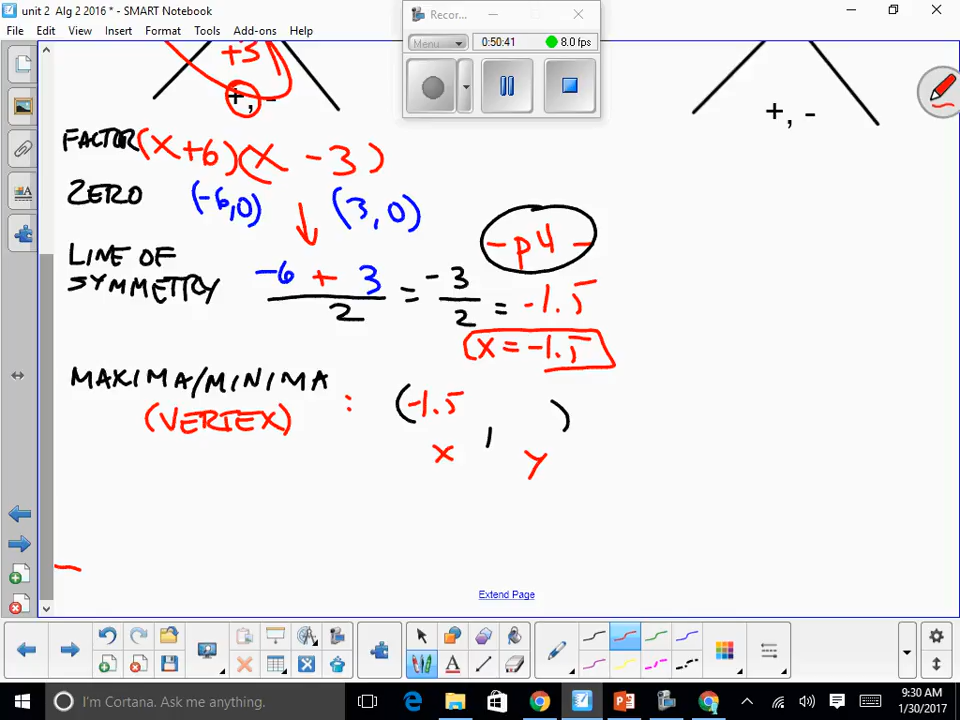 unit 2 Alg 2 2016 * - SMART Notebook
Recor...
File Edit View Insert Format Tools Add-ons Help
Menu 0:50:41 8.0 fps
+3
+, -
+, -
FACTOR (x+6)(x - 3)
ZERO (-6,0) (3,0)
-p4-
LINE OF
SYMMETRY
-6 + 3 = -3 = -1.5
2 2
(x = -1.5
MAXIMA/MINIMA
(VERTEX) : (-1.5 , )
x y
Extend Page
I'm Cortana. Ask me anything.
9:30 AM
1/30/2017